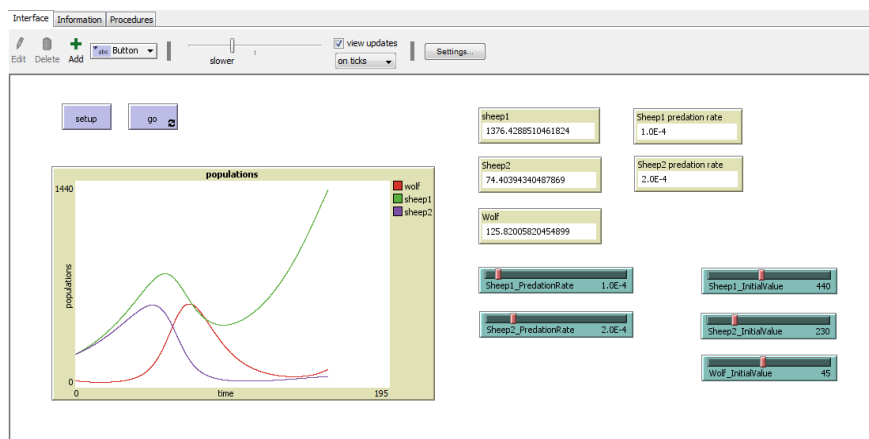 Interface Information Procedures
Edit Delete Add abc Button slower view updates on ticks Settings...
setup go
populations
1440
populations
0
0 time 195
wolf
sheep1
sheep2
sheep1
1376.4288510461824
Sheep1 predation rate
1.0E-4
Sheep2
74.40394340487869
Sheep2 predation rate
2.0E-4
Wolf
125.82005820454899
Sheep1_PredationRate 1.0E-4
Sheep1_InitialValue 440
Sheep2_PredationRate 2.0E-4
Sheep2_InitialValue 230
Wolf_InitialValue 45